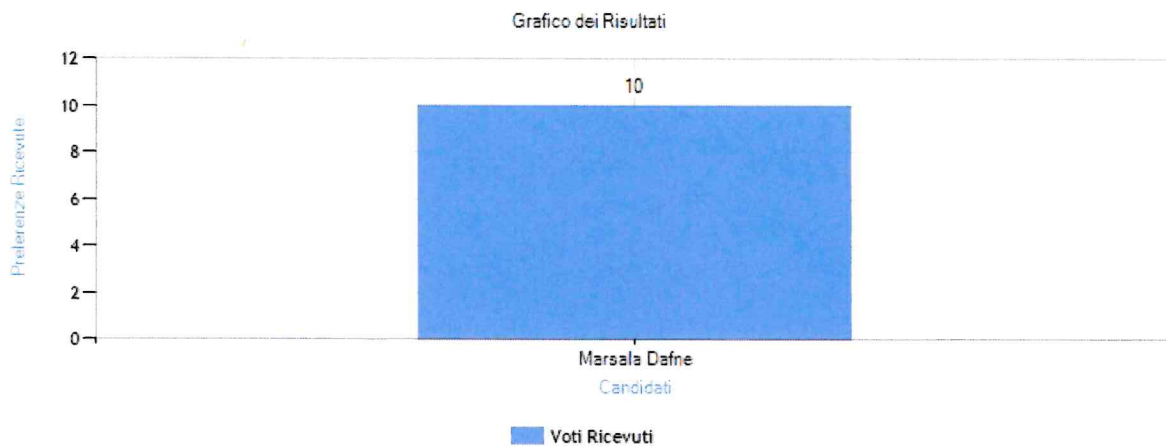 Grafico dei Risultati
12
10
10
8
6
4
2
0
Preferenze Ricevute
Marsala Dafne
Candidati
Voti Ricevuti